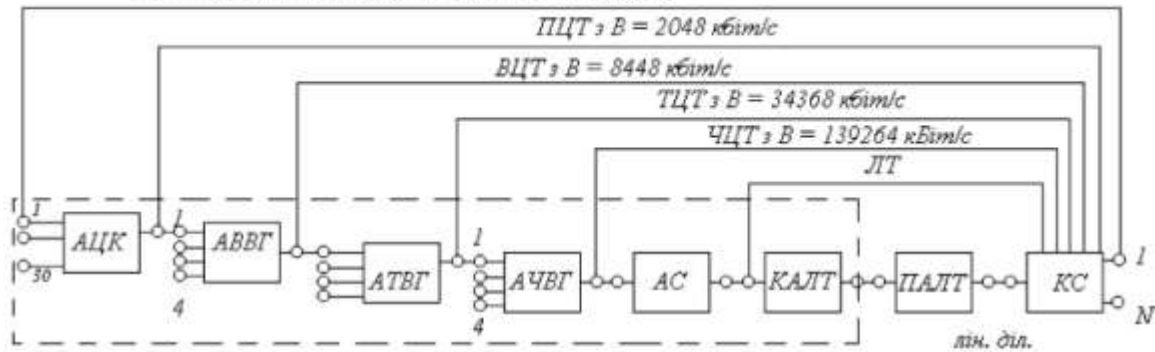 ПЦТ з В = 2048 кбіт/с
ВЦТ з В = 8448 кбіт/с
ТЦТ з В = 34368 кбіт/с
ЧЦТ з В = 139264 кБіт/с
ЛТ
1
30
АЦК
1
4
АВВГ
АТВГ
1
4
АЧВГ
АС
КАЛТ
ПАЛТ
КС
1
N
лін. діл.